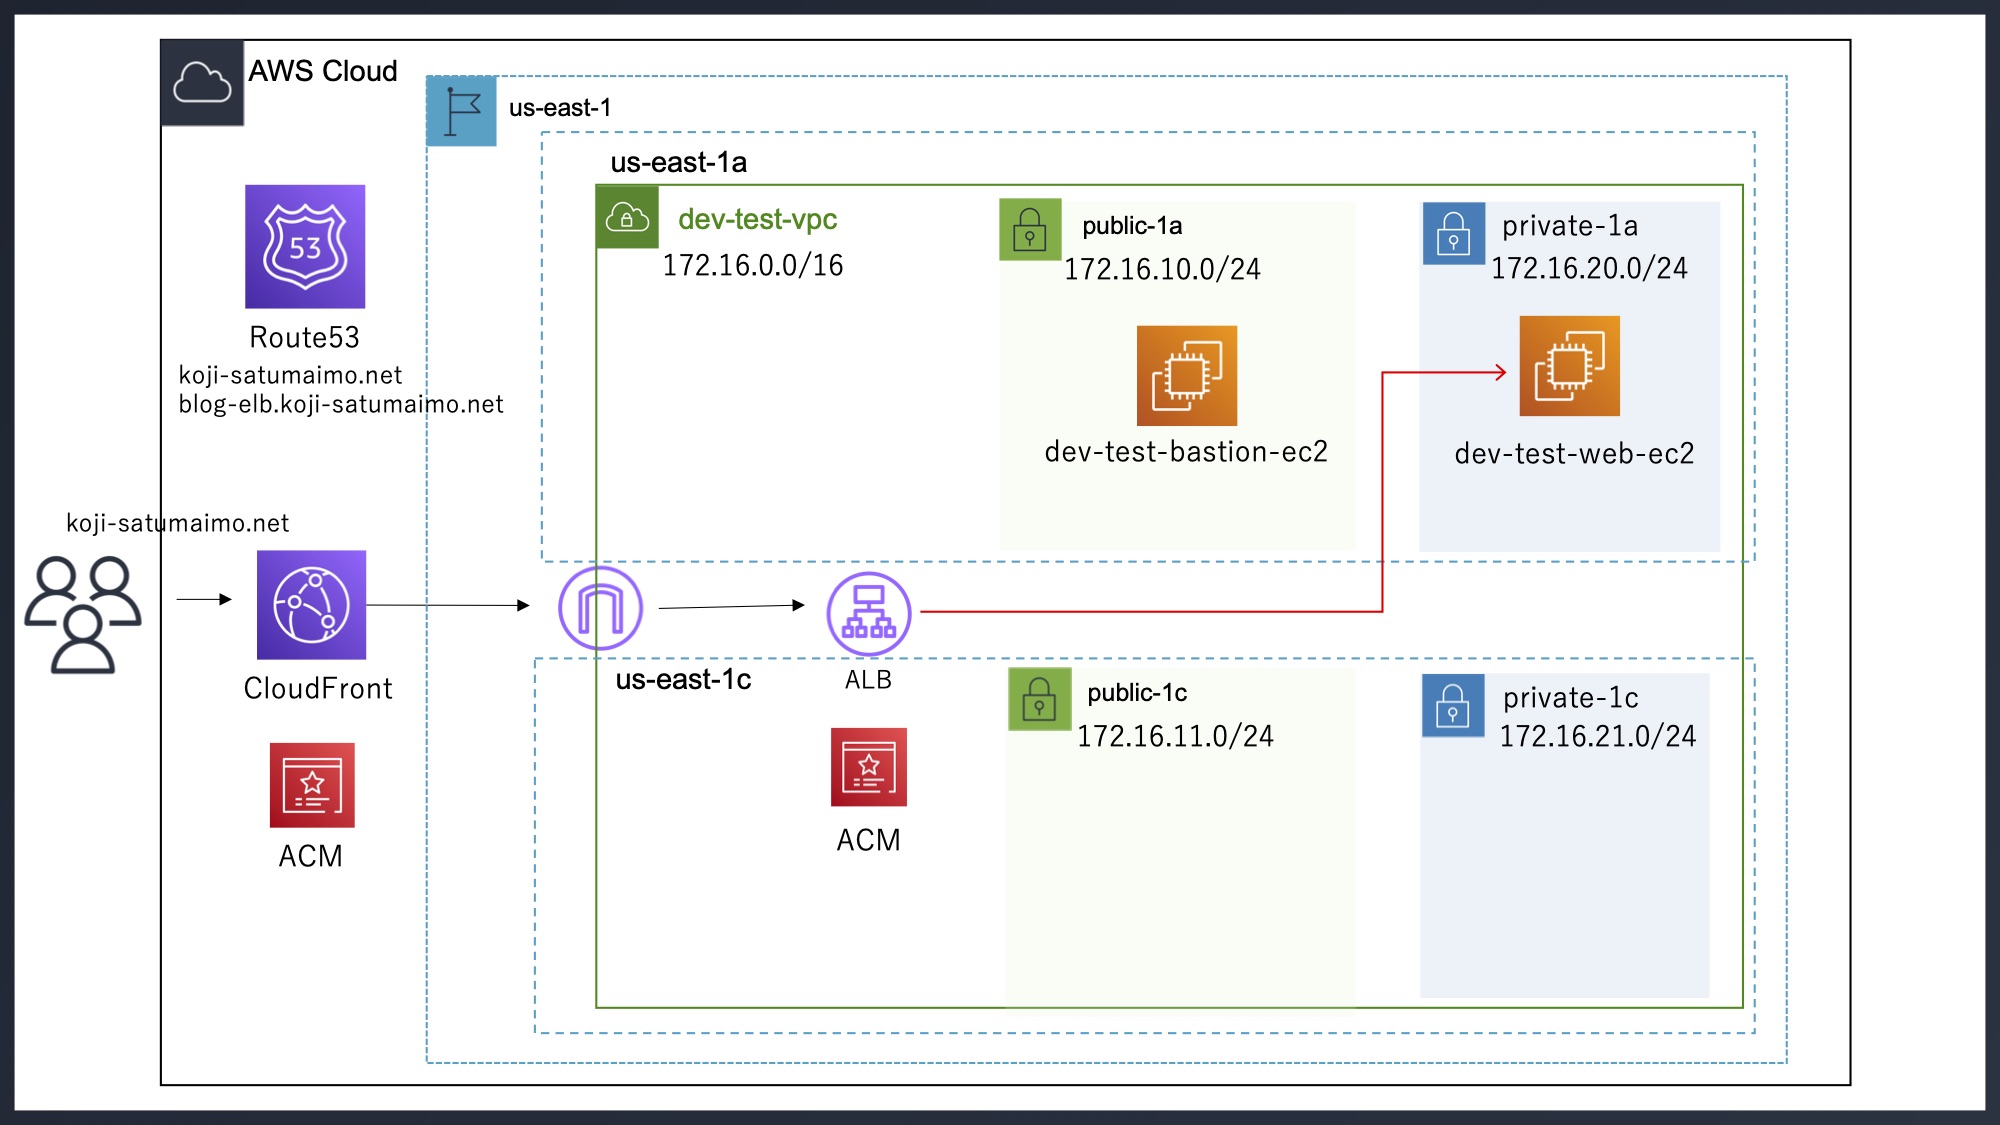 AWS Cloud
us-east-1
us-east-1a
dev-test-vpc
172.16.0.0/16
public-1a
172.16.10.0/24
private-1a
172.16.20.0/24
53
Route53
koji-satumaimo.net
blog-elb.koji-satumaimo.net
dev-test-bastion-ec2
dev-test-web-ec2
koji-satumaimo.net
CloudFront
ACM
us-east-1c
ALB
ACM
public-1c
172.16.11.0/24
private-1c
172.16.21.0/24